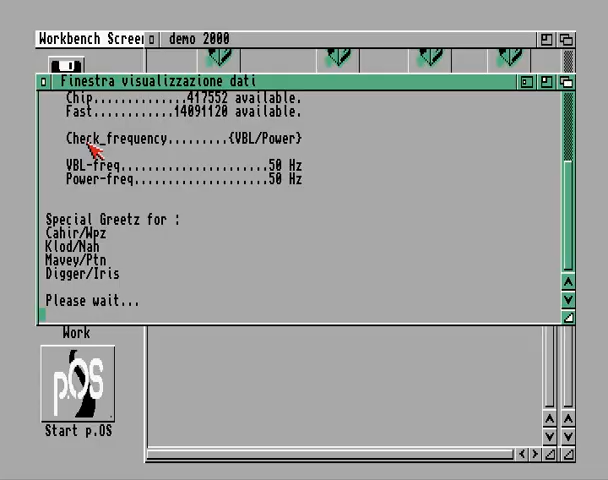 Workbench Screen
demo 2000
Finestra visualizzazione dati
Chip..............417552 available.
Fast............14091120 available.
Check_frequency.........{VBL/Power}
VBL-freq......................50 Hz
Power-freq....................50 Hz
Special Greetz for :
Cahir/Wpz
Klod/Nah
Mavey/Ptn
Digger/Iris
Please wait...
Work
p.OS
Start p.OS